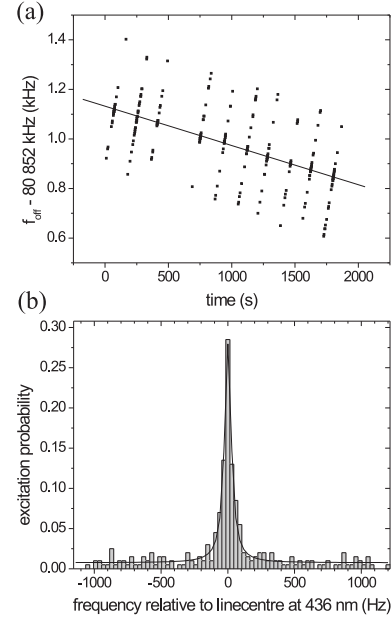 (a)
1.4
1.2
1.0
0.8
0.6
f_off - 80 852 kHz (kHz)
0 500 1000 1500 2000
time (s)
(b)
0.30
0.25
0.20
0.15
0.10
0.05
0.00
excitation probability
-1000 -500 0 500 1000
frequency relative to linecentre at 436 nm (Hz)